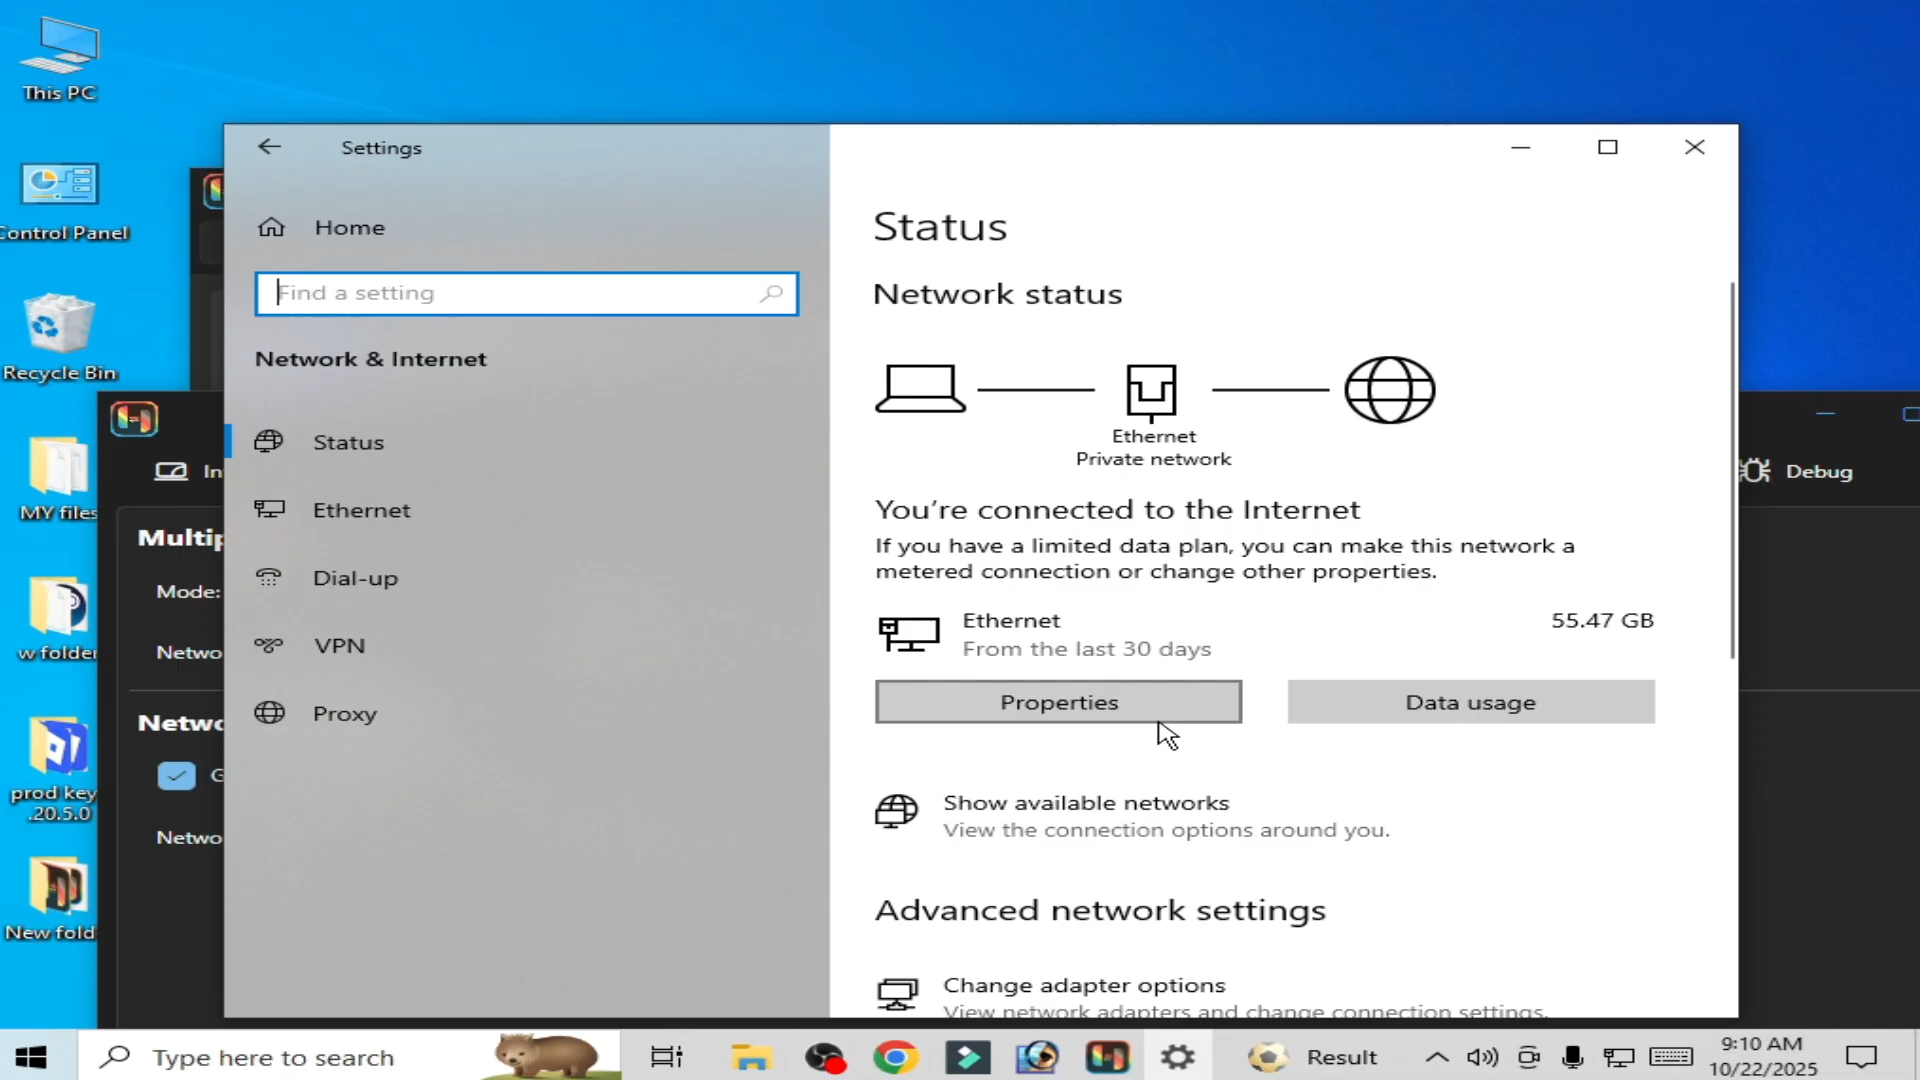 This PC
Control Panel
Recycle Bin
MY files
w folder
prod key
.20.5.0
New fold
In
Multip
Mode:
Netwo
Netwo
G
Netwo
Debug
Settings
Home
Find a setting
Network & Internet
Status
Ethernet
Dial-up
VPN
Proxy
Status
Network status
Ethernet
Private network
You're connected to the Internet
If you have a limited data plan, you can make this network a
metered connection or change other properties.
Ethernet
55.47 GB
From the last 30 days
Properties
Data usage
Show available networks
View the connection options around you.
Advanced network settings
Change adapter options
View network adapters and change connection settings.
Type here to search
Result
9:10 AM
10/22/2025